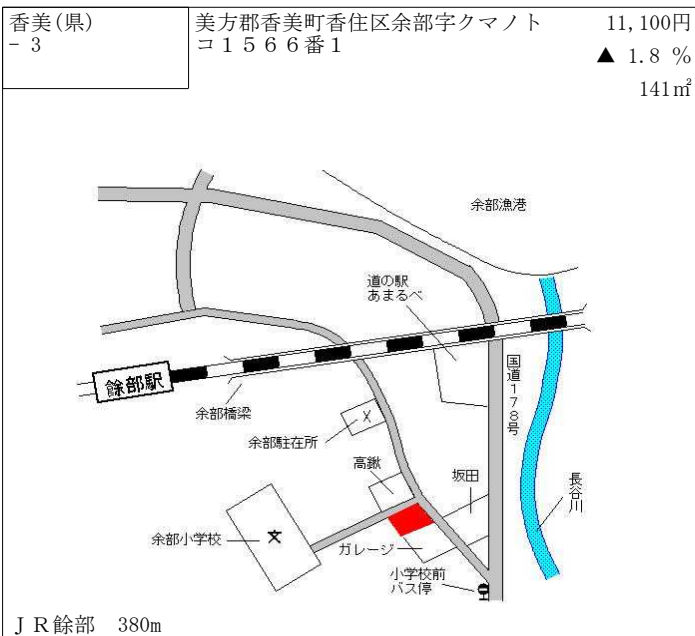 香美(県)
－3
美方郡香美町香住区余部字クマノト
コ１５６６番１
11,100円
▲ 1.8 %
141㎡
余部漁港
道の駅
あまるべ
国道178号
餘部駅
余部橋梁
余部駐在所
高鍬
坂田
長谷川
余部小学校
文
ガレージ
小学校前
バス停
ＪＲ餘部 380m